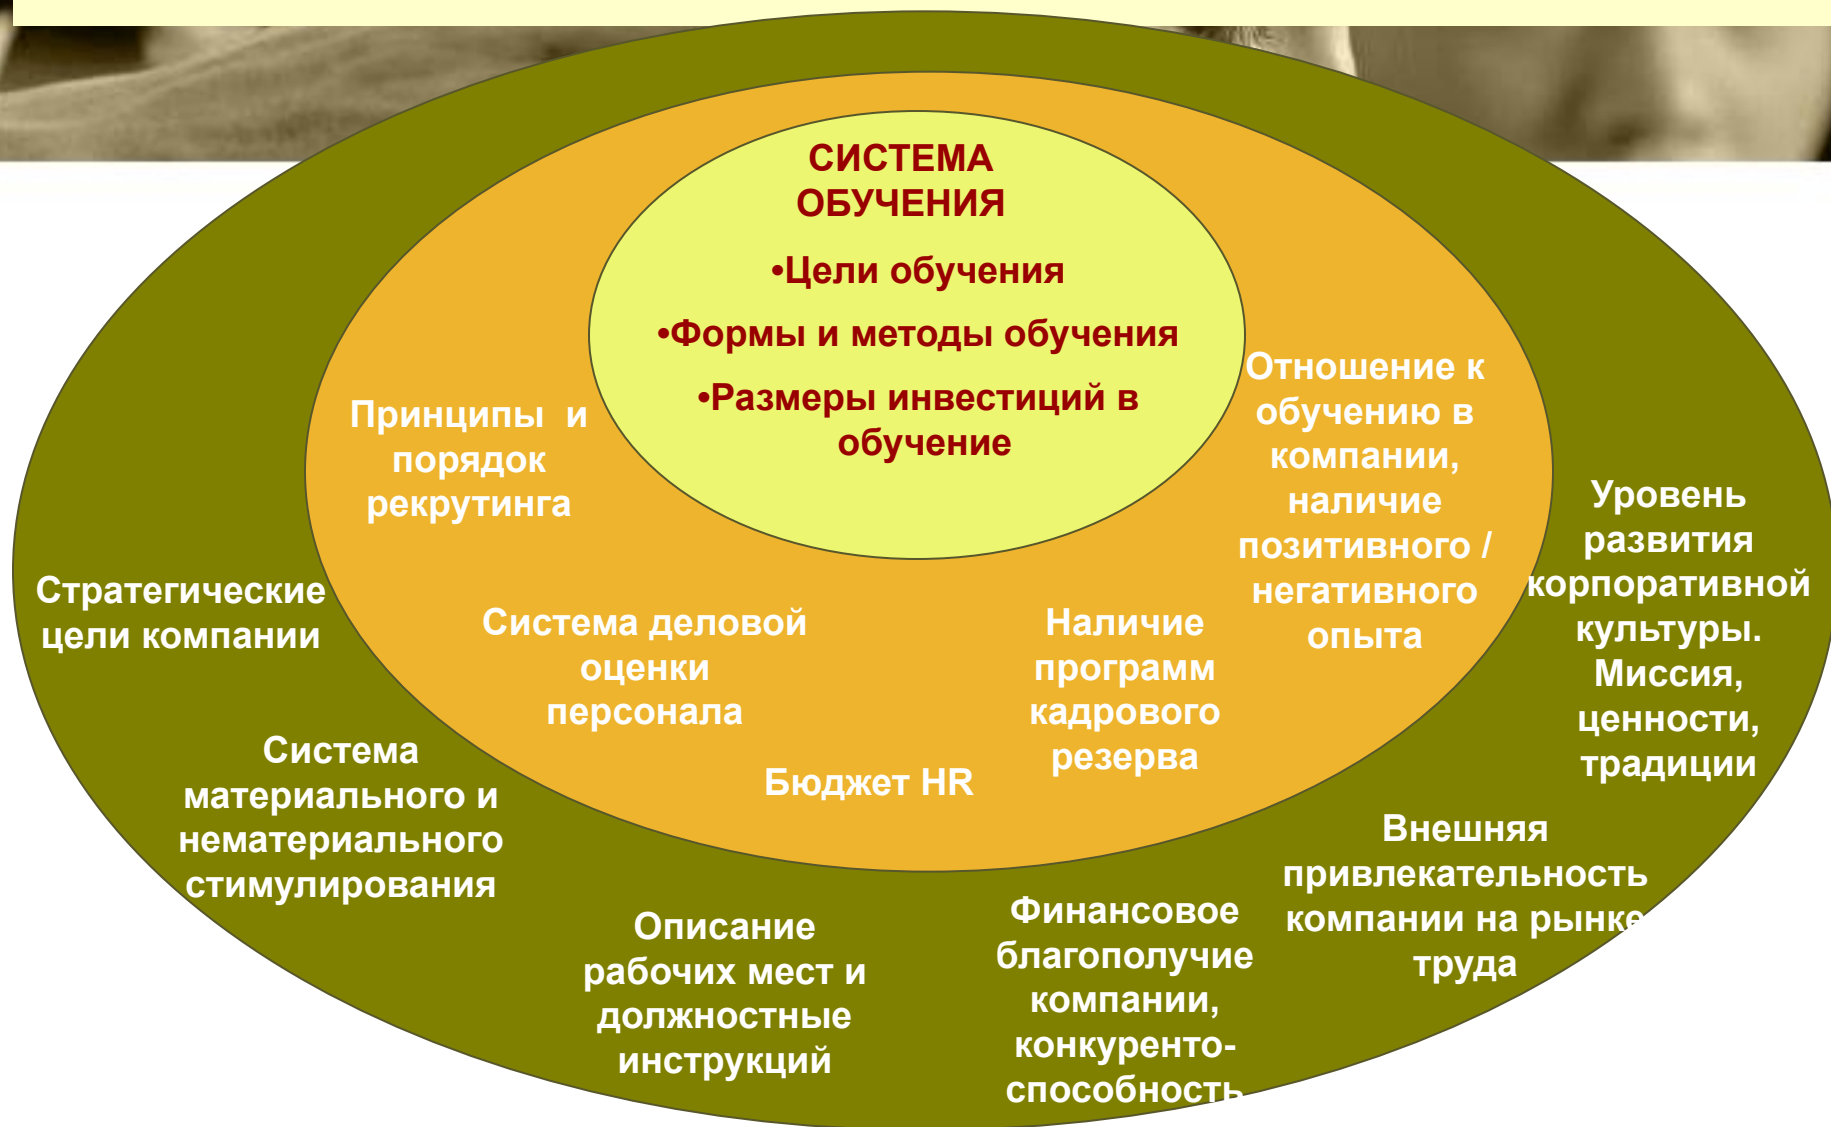 СИСТЕМА
ОБУЧЕНИЯ
•Цели обучения
•Формы и методы обучения
•Размеры инвестиций в
обучение
Принципы и
порядок
рекрутинга
Система деловой
оценки
персонала
Бюджет HR
Наличие
программ
кадрового
резерва
Отношение к
обучению в
компании,
наличие
позитивного /
негативного
опыта
Стратегические
цели компании
Система
материального и
нематериального
стимулирования
Описание
рабочих мест и
должностные
инструкций
Финансовое
благополучие
компании,
конкуренто-
способность
Внешняя
привлекательность
компании на рынке
труда
Уровень
развития
корпоративной
культуры.
Миссия,
ценности,
традиции